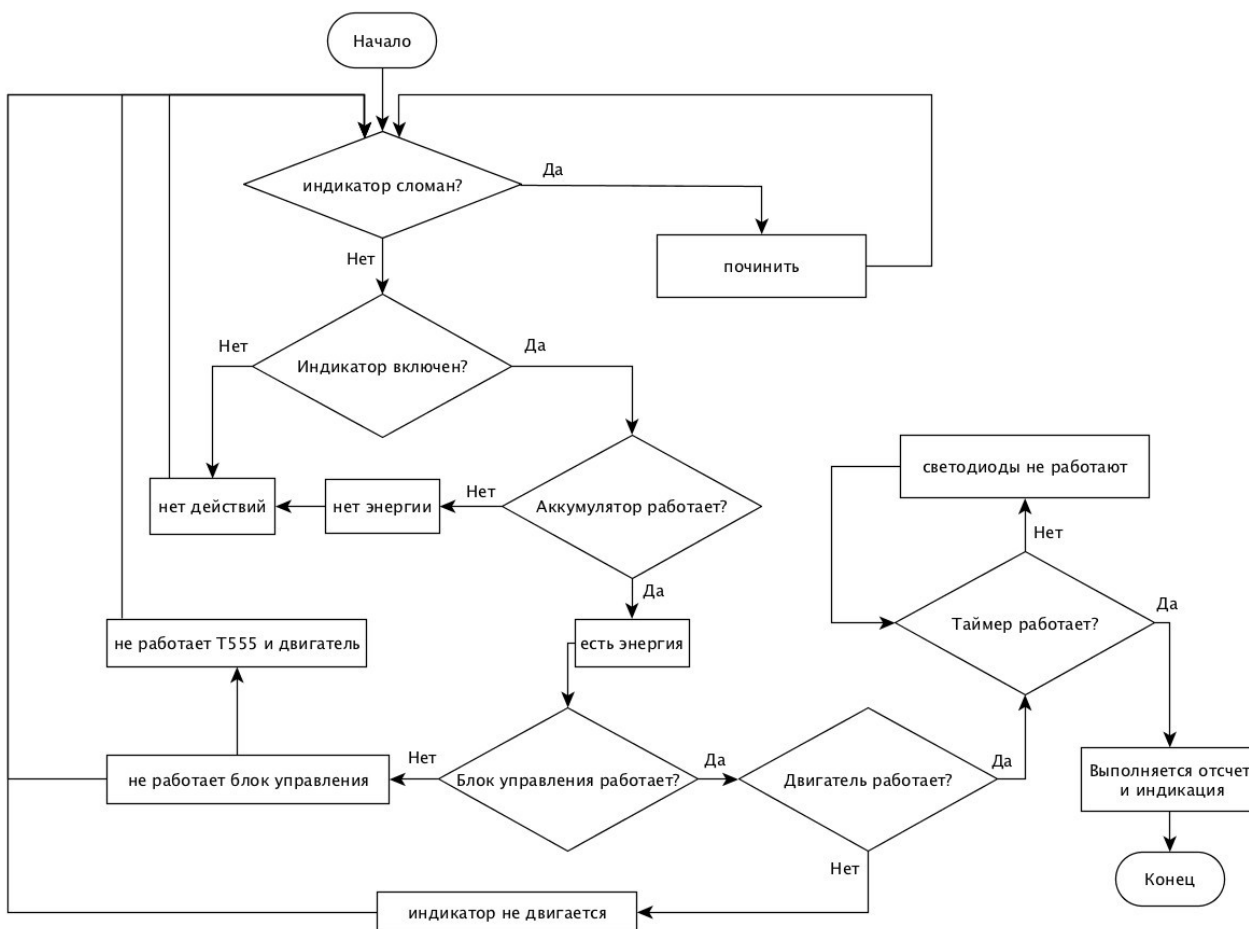 Начало
Да
индикатор сломан?
починить
Нет
Нет
Да
Индикатор включен?
светодиоды не работают
Нет
нет действий
нет энергии
Аккумулятор работает?
Нет
Да
Да
не работает Т555 и двигатель
есть энергия
Таймер работает?
Нет
Да
Да
не работает блок управления
Блок управления работает?
Двигатель работает?
Выполняется отсчет
и индикация
Нет
Конец
индикатор не двигается